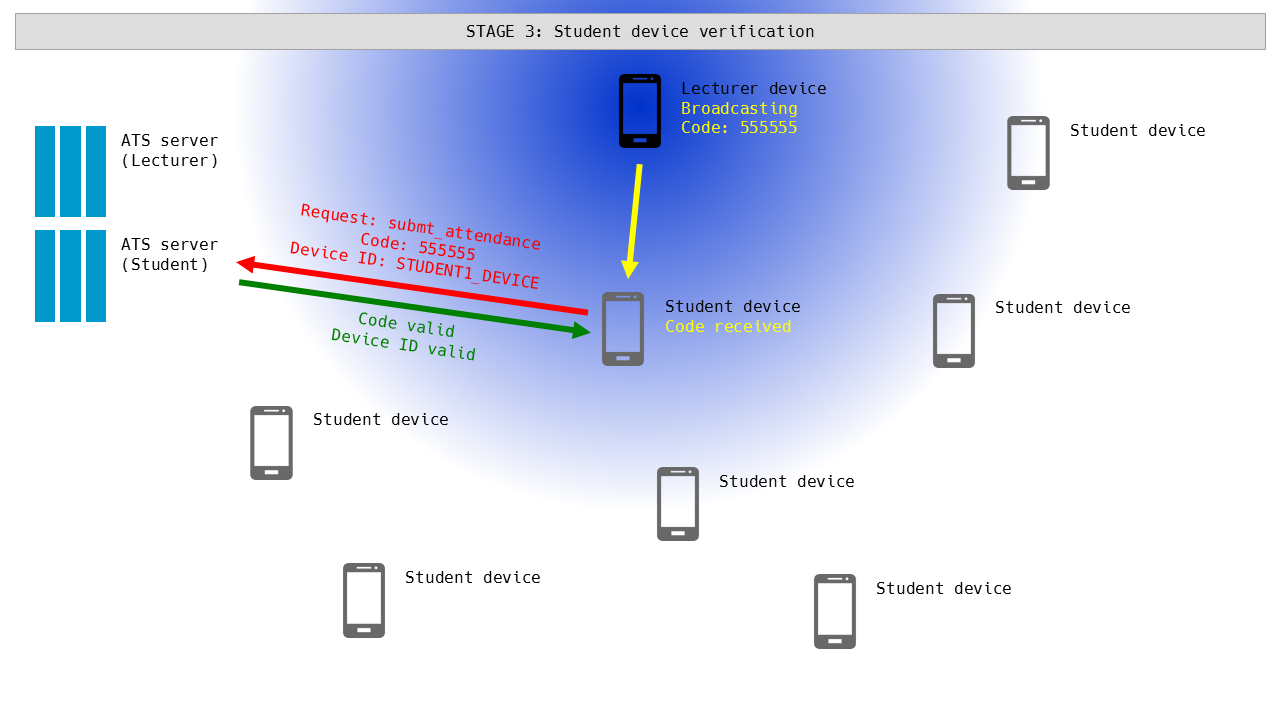 STAGE 3: Student device verification
Lecturer device
Broadcasting
Code: 555555
Student device
ATS server
(Lecturer)
ATS server
(Student)
Request: submt_attendance
Code: 555555
Device ID: STUDENT1_DEVICE
Code valid
Device ID valid
Student device
Code received
Student device
Student device
Student device
Student device
Student device